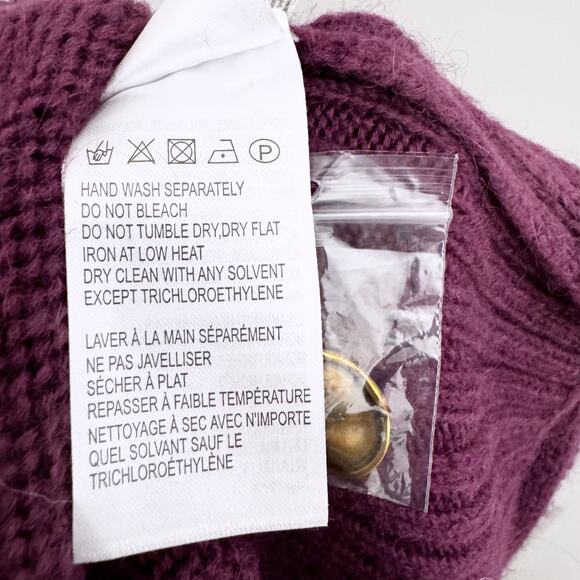 P
HAND WASH SEPARATELY
DO NOT BLEACH
DO NOT TUMBLE DRY,DRY FLAT
IRON AT LOW HEAT
DRY CLEAN WITH ANY SOLVENT
EXCEPT TRICHLOROETHYLENE
LAVER À LA MAIN SÉPARÉMENT
NE PAS JAVELLISER
SÉCHER À PLAT
REPASSER À FAIBLE TEMPÉRATURE
NETTOYAGE À SEC AVEC N'IMPORTE
QUEL SOLVANT SAUF LE
TRICHLOROÉTHYLÈNE